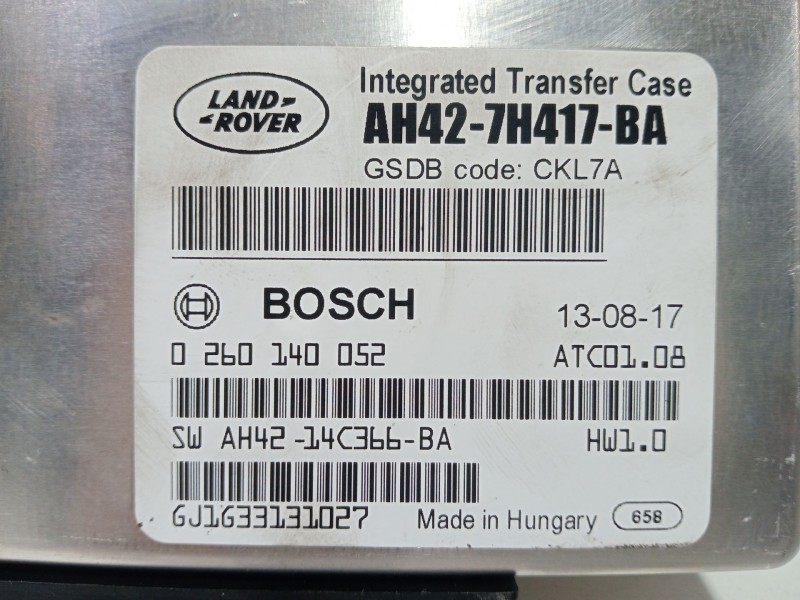 LAND
ROVER
Integrated Transfer Case
AH42-7H417-BA
GSDB code: CKL7A
BOSCH
13-08-17
0 260 140 052
ATC01.08
SW AH42-14C366-BA
HW1.0
GJ1633131027
Made in Hungary
658